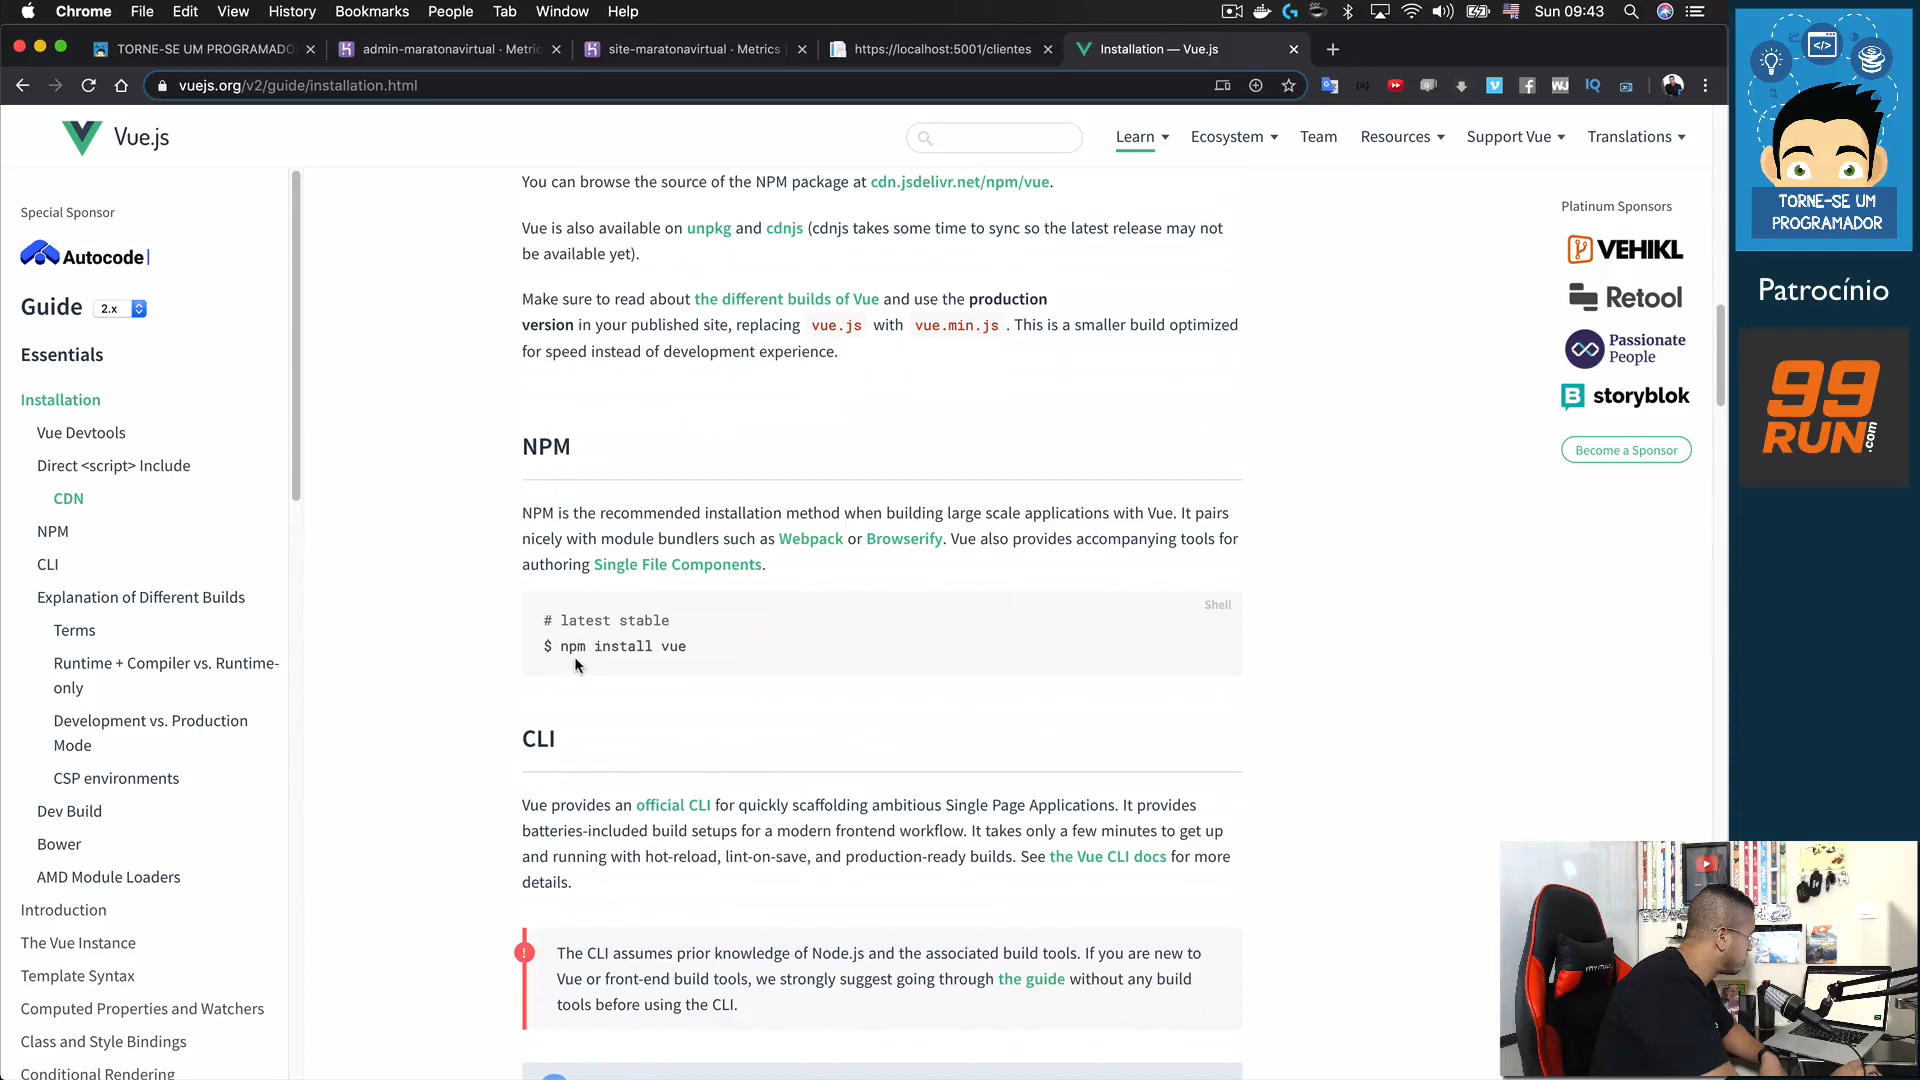 Chrome File Edit View History Bookmarks People Tab Window Help
Sun 09:43
TORNE-SE UM PROGRAMADO
admin-maratonavirtual · Metric
site-maratonavirtual · Metrics
https://localhost:5001/clientes
Installation — Vue.js
vuejs.org/v2/guide/installation.html
Vue.js
Learn
Ecosystem
Team
Resources
Support Vue
Translations
Special Sponsor
Autocode
Guide 2.x
Essentials
Installation
Vue Devtools
Direct <script> Include
CDN
NPM
CLI
Explanation of Different Builds
Terms
Runtime + Compiler vs. Runtime-
only
Development vs. Production
Mode
CSP environments
Dev Build
Bower
AMD Module Loaders
Introduction
The Vue Instance
Template Syntax
Computed Properties and Watchers
Class and Style Bindings
Conditional Rendering
You can browse the source of the NPM package at cdn.jsdelivr.net/npm/vue.
Vue is also available on unpkg and cdnjs (cdnjs takes some time to sync so the latest release may not
be available yet).
Make sure to read about the different builds of Vue and use the production
version in your published site, replacing vue.js with vue.min.js . This is a smaller build optimized
for speed instead of development experience.
NPM
NPM is the recommended installation method when building large scale applications with Vue. It pairs
nicely with module bundlers such as Webpack or Browserify. Vue also provides accompanying tools for
authoring Single File Components.
Shell
# latest stable
$ npm install vue
CLI
Vue provides an official CLI for quickly scaffolding ambitious Single Page Applications. It provides
batteries-included build setups for a modern frontend workflow. It takes only a few minutes to get up
and running with hot-reload, lint-on-save, and production-ready builds. See the Vue CLI docs for more
details.
The CLI assumes prior knowledge of Node.js and the associated build tools. If you are new to
Vue or front-end build tools, we strongly suggest going through the guide without any build
tools before using the CLI.
Platinum Sponsors
VEHIKL
Retool
Passionate
People
storyblok
Become a Sponsor
TORNE-SE UM
PROGRAMADOR
Patrocínio
99
RUN.com